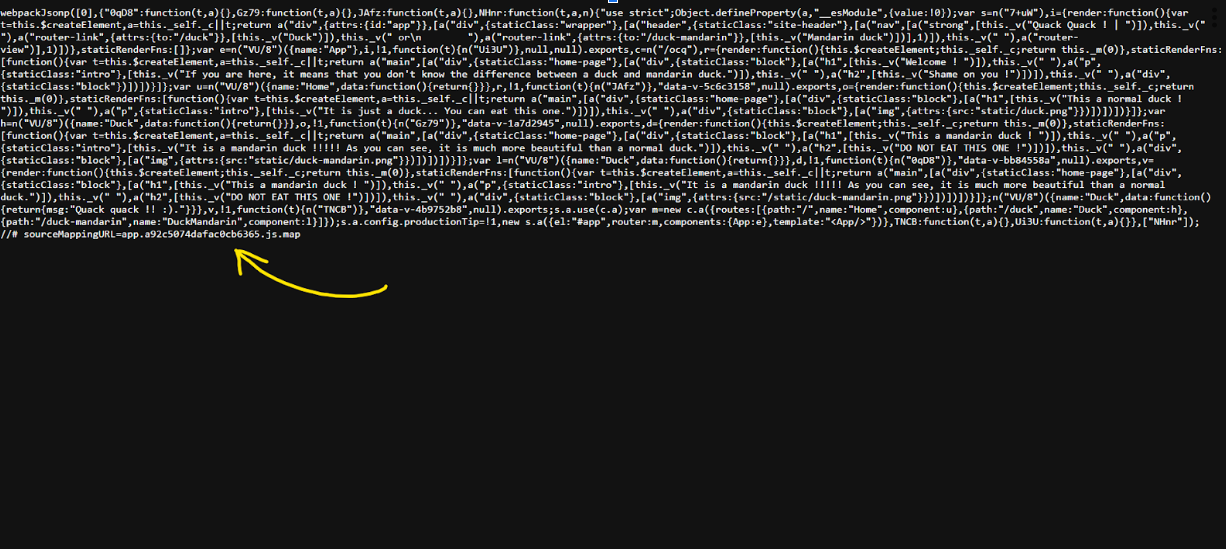 webpackJsonp([0],{"0qD8":function(t,a){},Gz79:function(t,a){},JAfz:function(t,a){},NHnr:function(t,a,n){"use strict";Object.defineProperty(a,"__esModule",{value:!0});var s=n("7+uW"),i={render:function(){var
t=this.$createElement,a=this._self._c||t;return a("div",{attrs:{id:"app"}},[a("div",{staticClass:"wrapper"},[a("header",{staticClass:"site-header"},[a("nav",[a("strong",[this._v("Quack Quack ! | ")]),this._v("
"),a("router-link",{attrs:{to:"/duck"}},[this._v("Duck")]),this._v(" or\n        "),a("router-link",{attrs:{to:"/duck-mandarin"}},[this._v("Mandarin duck")])],1)]),this._v(" "),a("router-
view")],1)])},staticRenderFns:[]};var e=n("VU/8")({name:"App"},i,!1,function(t){n("Ui3U")},null,null).exports,c=n("/ocq"),r={render:function(){this.$createElement;this._self._c;return this._m(0)},staticRenderFns:
[function(){var t=this.$createElement,a=this._self._c||t;return a("main",[a("div",{staticClass:"home-page"},[a("div",{staticClass:"block"},[a("h1",[this._v("Welcome ! ")]),this._v(" "),a("p",
{staticClass:"intro"},[this._v("If you are here, it means that you don't know the difference between a duck and mandarin duck.")]),this._v(" "),a("h2",[this._v("Shame on you !")])]),this._v(" "),a("div",
{staticClass:"block"})])])}]};var u=n("VU/8")({name:"Home",data:function(){return{}}},r,!1,function(t){n("JAfz")},"data-v-5c6c3158",null).exports,o={render:function(){this.$createElement;this._self._c;return
this._m(0)},staticRenderFns:[function(){var t=this.$createElement,a=this._self._c||t;return a("main",[a("div",{staticClass:"home-page"},[a("div",{staticClass:"block"},[a("h1",[this._v("This a normal duck !
")]),this._v(" "),a("p",{staticClass:"intro"},[this._v("It is just a duck... You can eat this one.")])]),this._v(" "),a("div",{staticClass:"block"},[a("img",{attrs:{src:"static/duck.png"}})])])])}]};var
h=n("VU/8")({name:"Duck",data:function(){return{}}},o,!1,function(t){n("Gz79")},"data-v-1a7d2945",null).exports,d={render:function(){this.$createElement;this._self._c;return this._m(0)},staticRenderFns:
[function(){var t=this.$createElement,a=this._self._c||t;return a("main",[a("div",{staticClass:"home-page"},[a("div",{staticClass:"block"},[a("h1",[this._v("This a mandarin duck ! ")]),this._v(" "),a("p",
{staticClass:"intro"},[this._v("It is a mandarin duck !!!!! As you can see, it is much more beautiful than a normal duck.")]),this._v(" "),a("h2",[this._v("DO NOT EAT THIS ONE !")])]),this._v(" "),a("div",
{staticClass:"block"},[a("img",{attrs:{src:"static/duck-mandarin.png"}})])])])}]};var l=n("VU/8")({name:"Duck",data:function(){return{}}},d,!1,function(t){n("0qD8")},"data-v-bb84558a",null).exports,v=
{render:function(){this.$createElement;this._self._c;return this._m(0)},staticRenderFns:[function(){var t=this.$createElement,a=this._self._c||t;return a("main",[a("div",{staticClass:"home-page"},[a("div",
{staticClass:"block"},[a("h1",[this._v("This a mandarin duck ! ")]),this._v(" "),a("p",{staticClass:"intro"},[this._v("It is a mandarin duck !!!!! As you can see, it is much more beautiful than a normal
duck.")]),this._v(" "),a("h2",[this._v("DO NOT EAT THIS ONE !")])]),this._v(" "),a("div",{staticClass:"block"},[a("img",{attrs:{src:"/static/duck-mandarin.png"}})])])])}]};n("VU/8")({name:"Duck",data:function()
{return{msg:"Quack quack !! :)."}}},v,!1,function(t){n("TNCB")},"data-v-4b9752b8",null).exports;s.a.use(c.a);var m=new c.a({routes:[{path:"/",name:"Home",component:u},{path:"/duck",name:"Duck",component:h},
{path:"/duck-mandarin",name:"DuckMandarin",component:l}]});s.a.config.productionTip=!1,new s.a({el:"#app",router:m,components:{App:e},template:"<App/>"})},TNCB:function(t,a){},Ui3U:function(t,a){}},["NHnr"]);
//# sourceMappingURL=app.a92c5074dafac0cb6365.js.map